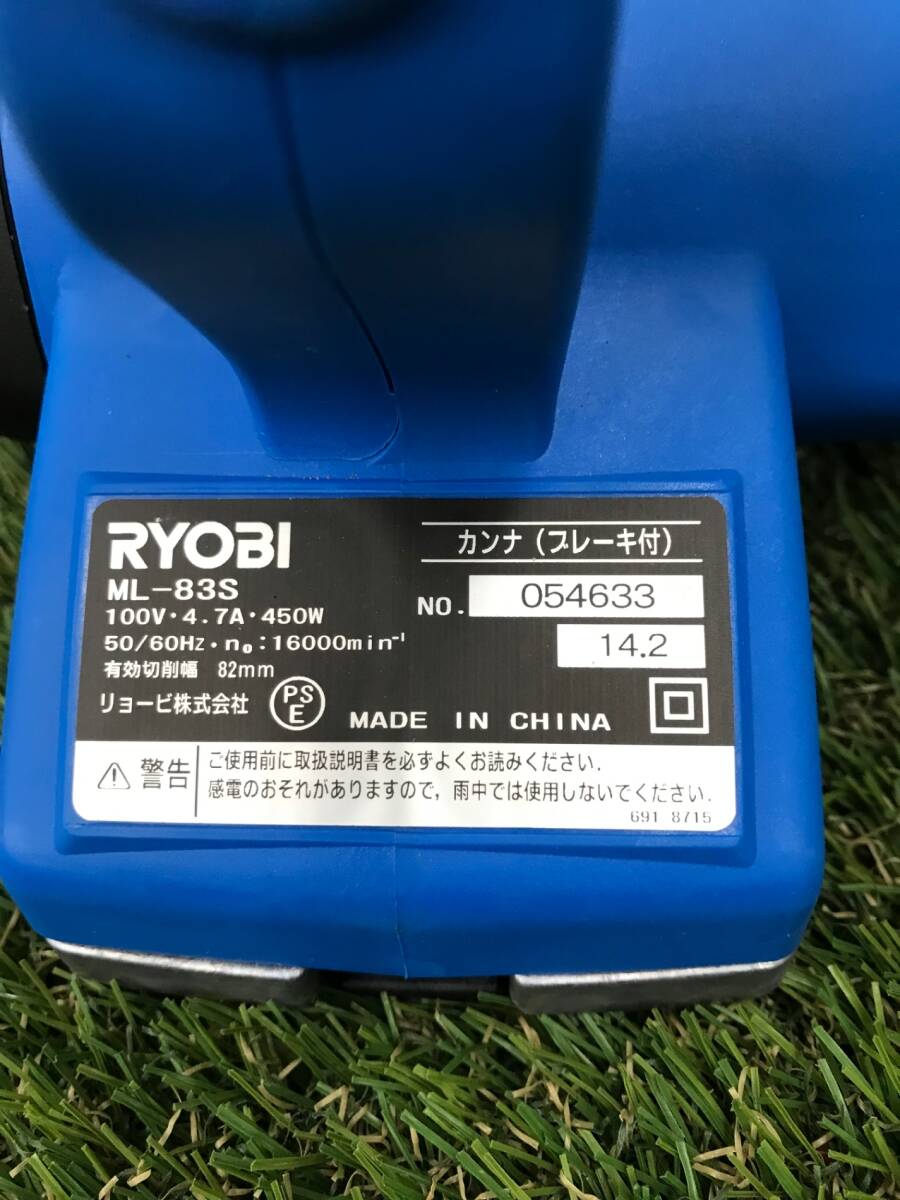 RYOBI
ML-83S
100V・4.7A・450W
50/60Hz・n₀:16000min⁻¹
有効切削幅 82mm
リョービ株式会社
PS
E
カンナ（ブレーキ付）
NO. 054633
14.2
MADE IN CHINA
警告
ご使用前に取扱説明書を必ずよくお読みください.
感電のおそれがありますので, 雨中では使用しないでください.
691 8715